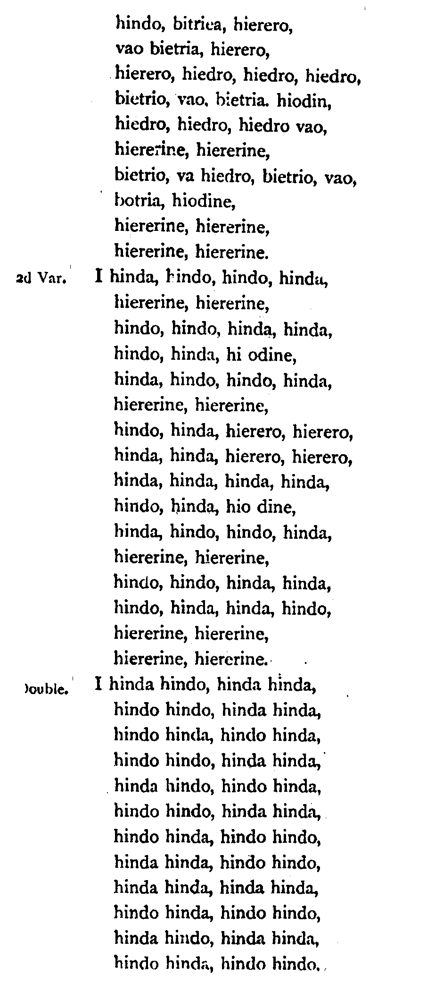 hindo, bitriea, hierero,
vao bietria, hierero,
hierero, hiedro, hiedro, hiedro,
bietrio, vao, bietria. hiodin,
hiedro, hiedro, hiedro vao,
hiererine, hiererine,
bietrio, va hiedro, bietrio, vao,
botria, hiodine,
hiererine, hiererine,
hiererine, hiererine.
2d Var. I hinda, hindo, hindo, hinda,
hiererine, hiererine,
hindo, hindo, hinda, hinda,
hindo, hinda, hi odine,
hinda, hindo, hindo, hinda,
hiererine, hiererine,
hindo, hinda, hierero, hierero,
hinda, hinda, hierero, hierero,
hinda, hinda, hinda, hinda,
hindo, hinda, hio dine,
hinda, hindo, hindo, hinda,
hiererine, hiererine,
hindo, hindo, hinda, hinda,
hindo, hinda, hinda, hindo,
hiererine, hiererine,
hiererine, hiererine.
Double. I hinda hindo, hinda hinda,
hindo hindo, hinda hinda,
hindo hinda, hindo hinda,
hindo hindo, hinda hinda,
hinda hindo, hindo hinda,
hindo hindo, hinda hinda,
hindo hinda, hindo hindo,
hinda hinda, hindo hindo,
hinda hinda, hinda hinda,
hindo hinda, hindo hindo,
hinda hindo, hinda hinda,
hindo hinda, hindo hindo.